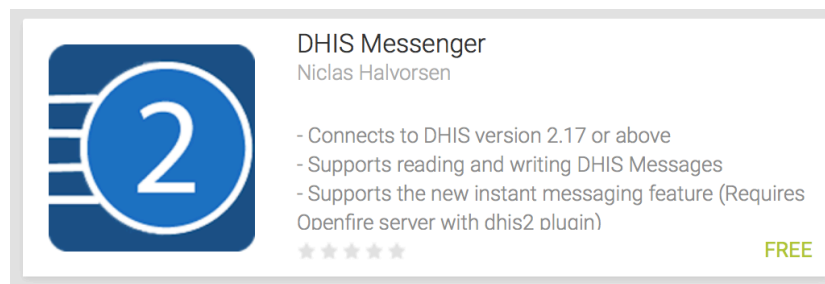 2
DHIS Messenger
Niclas Halvorsen
- Connects to DHIS version 2.17 or above
- Supports reading and writing DHIS Messages
- Supports the new instant messaging feature (Requires
Openfire server with dhis2 plugin)
FREE